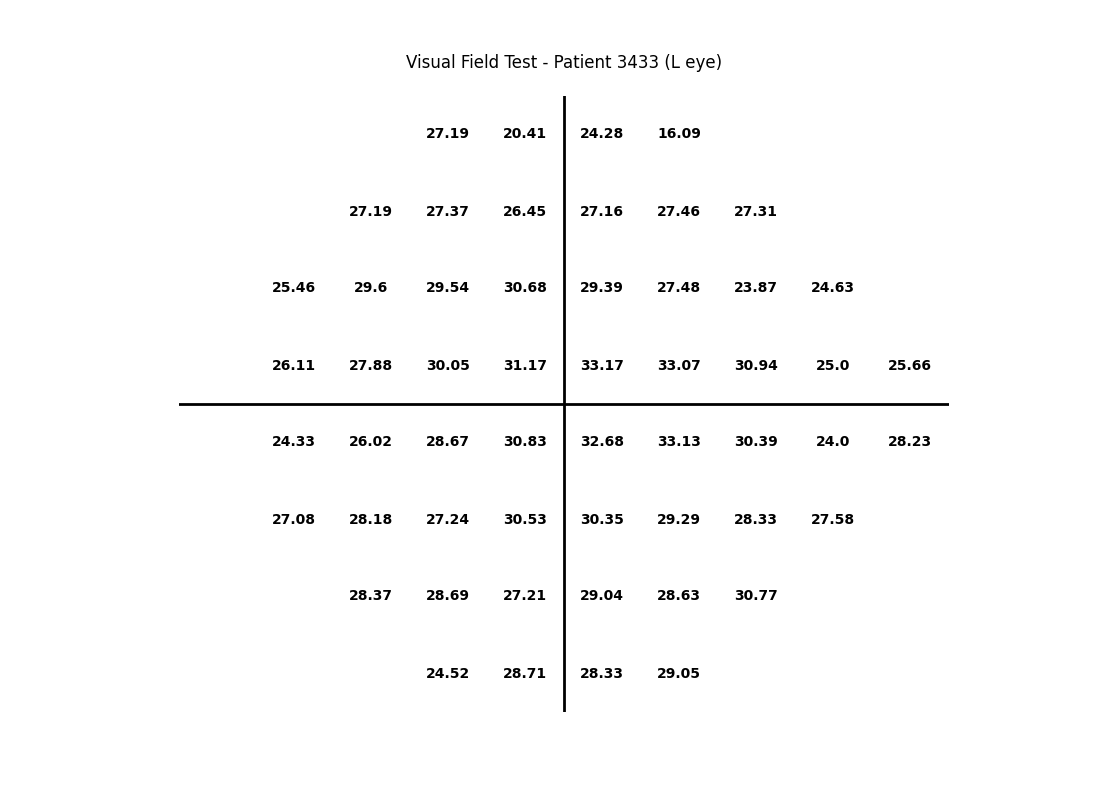 Visual Field Test - Patient 3433 (L eye)
27.19 20.41 24.28 16.09
27.19 27.37 26.45 27.16 27.46 27.31
25.46 29.6 29.54 30.68 29.39 27.48 23.87 24.63
26.11 27.88 30.05 31.17 33.17 33.07 30.94 25.0 25.66
24.33 26.02 28.67 30.83 32.68 33.13 30.39 24.0 28.23
27.08 28.18 27.24 30.53 30.35 29.29 28.33 27.58
28.37 28.69 27.21 29.04 28.63 30.77
24.52 28.71 28.33 29.05